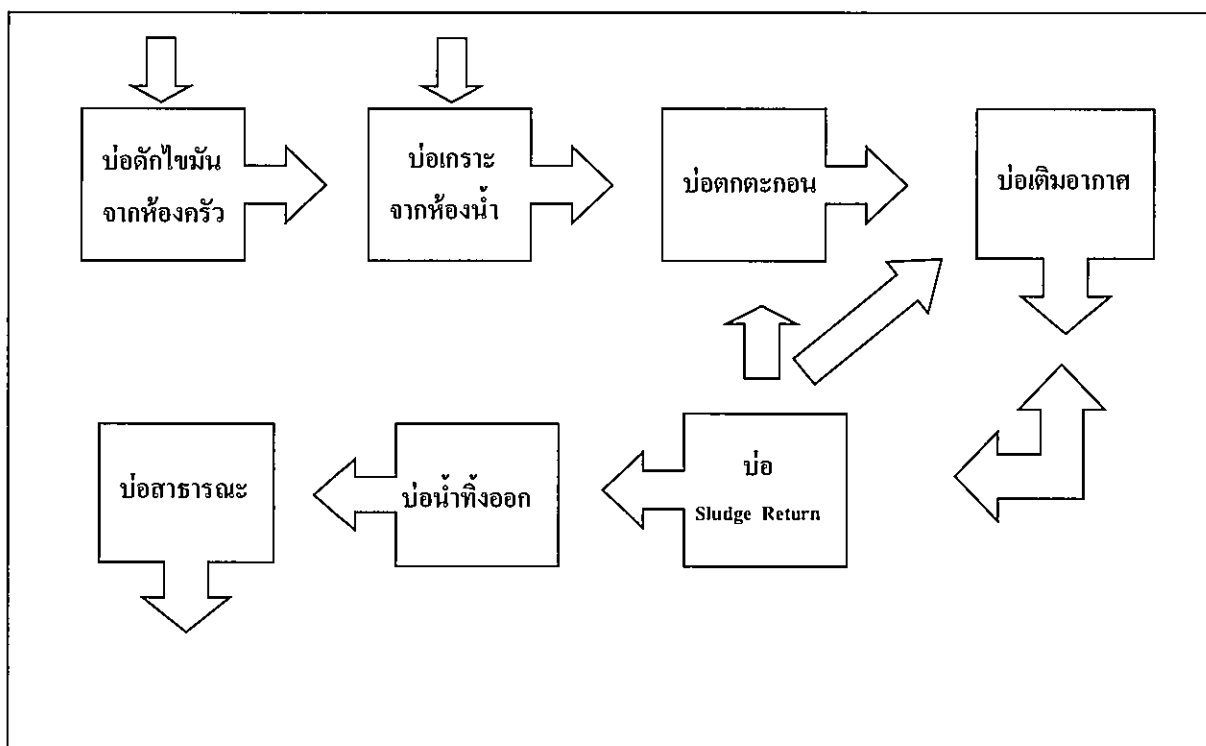 บ่อดักไขมัน
จากห้องครัว
บ่อเกราะ
จากห้องน้ำ
บ่อตกตะกอน
บ่อเติมอากาศ
บ่อสาธารณะ
บ่อน้ำทิ้งออก
บ่อ
Sludge Return